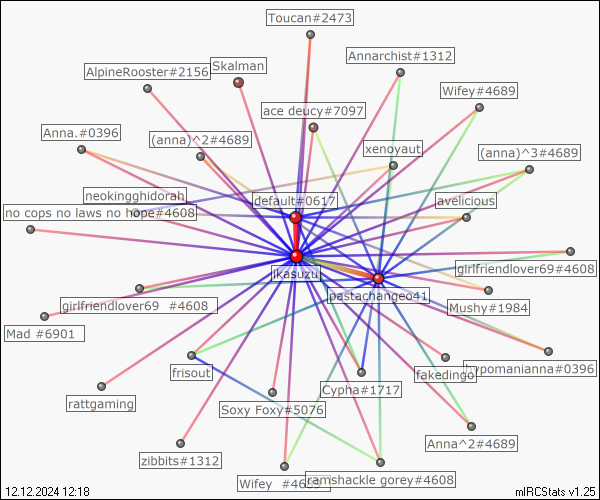 Toucan#2473
Annarchist#1312
Skalman
AlpineRooster#2156
Wifey#4689
ace deucy#7097
Anna.#0396
(anna)^2#4689
xenoyaut
(anna)^3#4689
neokingghidorah
default#0617
avelicious
no cops no laws no hope#4608
ikasuzu
girlfriendlover69#4608
pastachangeo41
girlfriendlover69 #4608
Mushy#1984
Mad #6901
frisout
Cypha#1717
fakedingo
hypomanianna#0396
rattgaming
Soxy Foxy#5076
Anna^2#4689
zibbits#1312
Wifey #4689
ramshackle gorey#4608
12.12.2024 12:18
mIRCStats v1.25